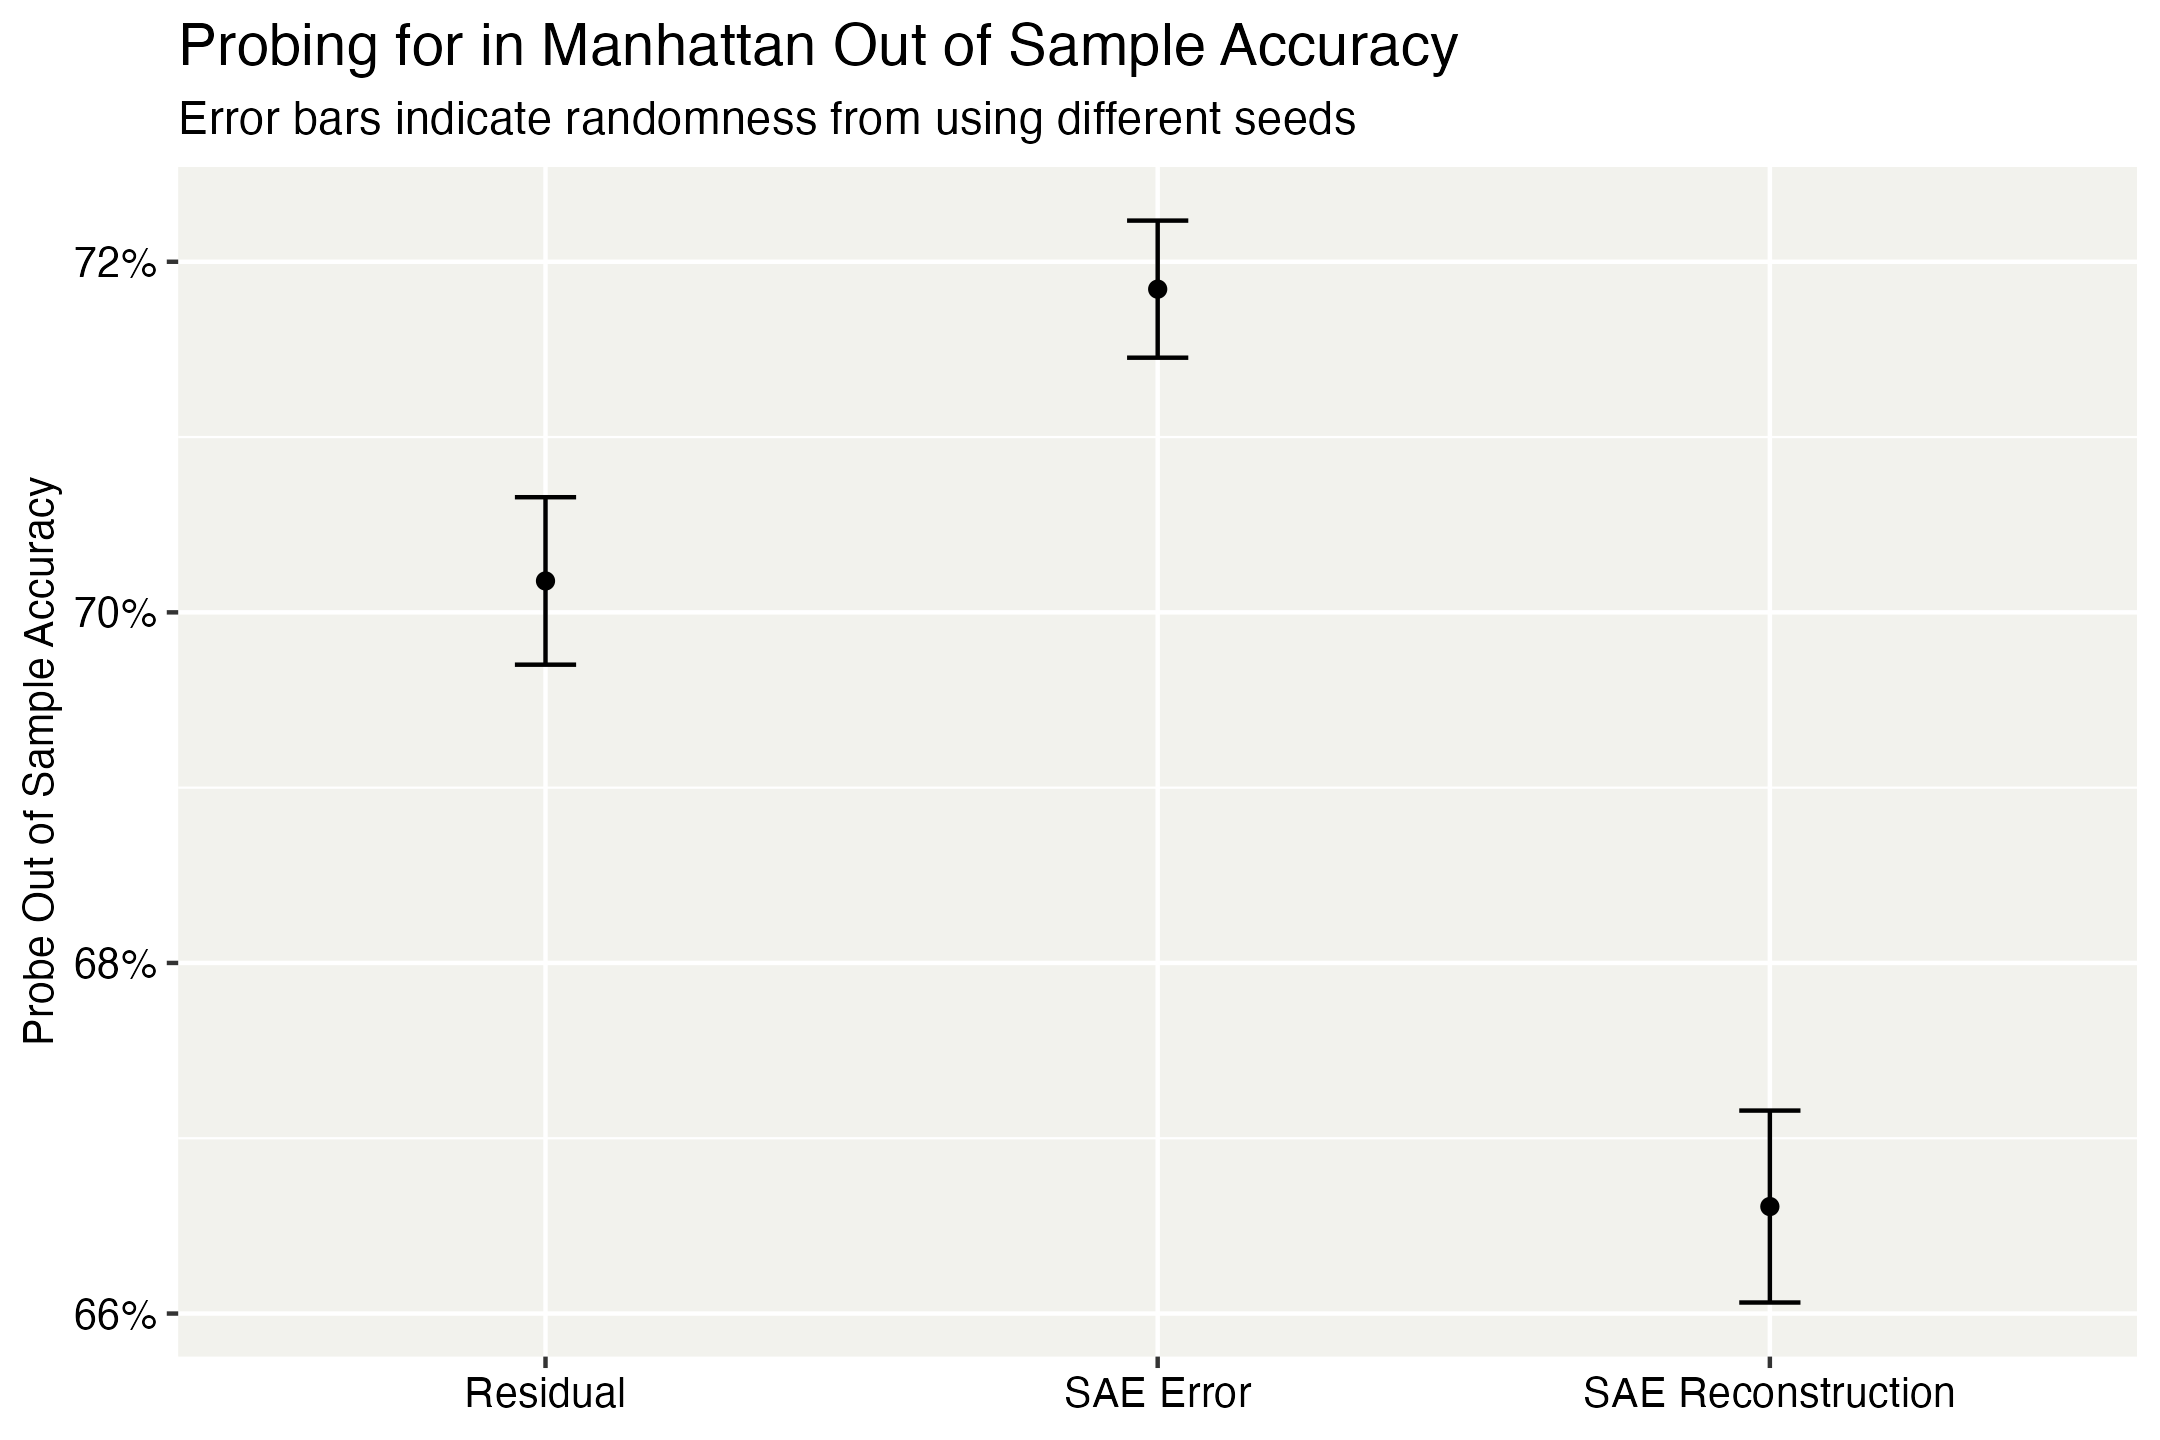 Probing for in Manhattan Out of Sample Accuracy
Error bars indicate randomness from using different seeds
Probe Out of Sample Accuracy
72%
70%
68%
66%
Residual
SAE Error
SAE Reconstruction